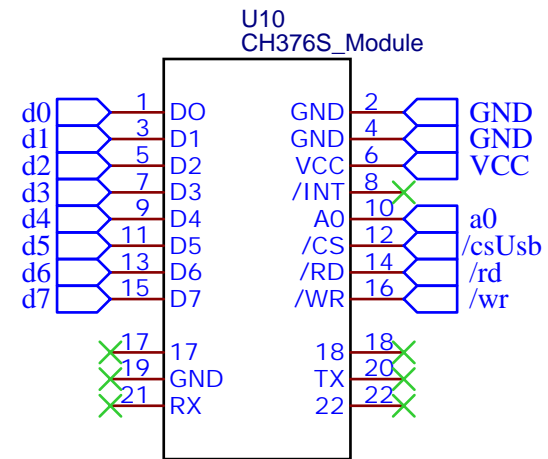 U10
CH376S_Module
d0 1 DO GND 2 GND
d1 3 D1 GND 4 GND
d2 5 D2 VCC 6 VCC
d3 7 D3 /INT 8
d4 9 D4 A0 10 a0
d5 11 D5 /CS 12 /csUsb
d6 13 D6 /RD 14 /rd
d7 15 D7 /WR 16 /wr
17 17 18 18
19 GND TX 20
21 RX 22 22